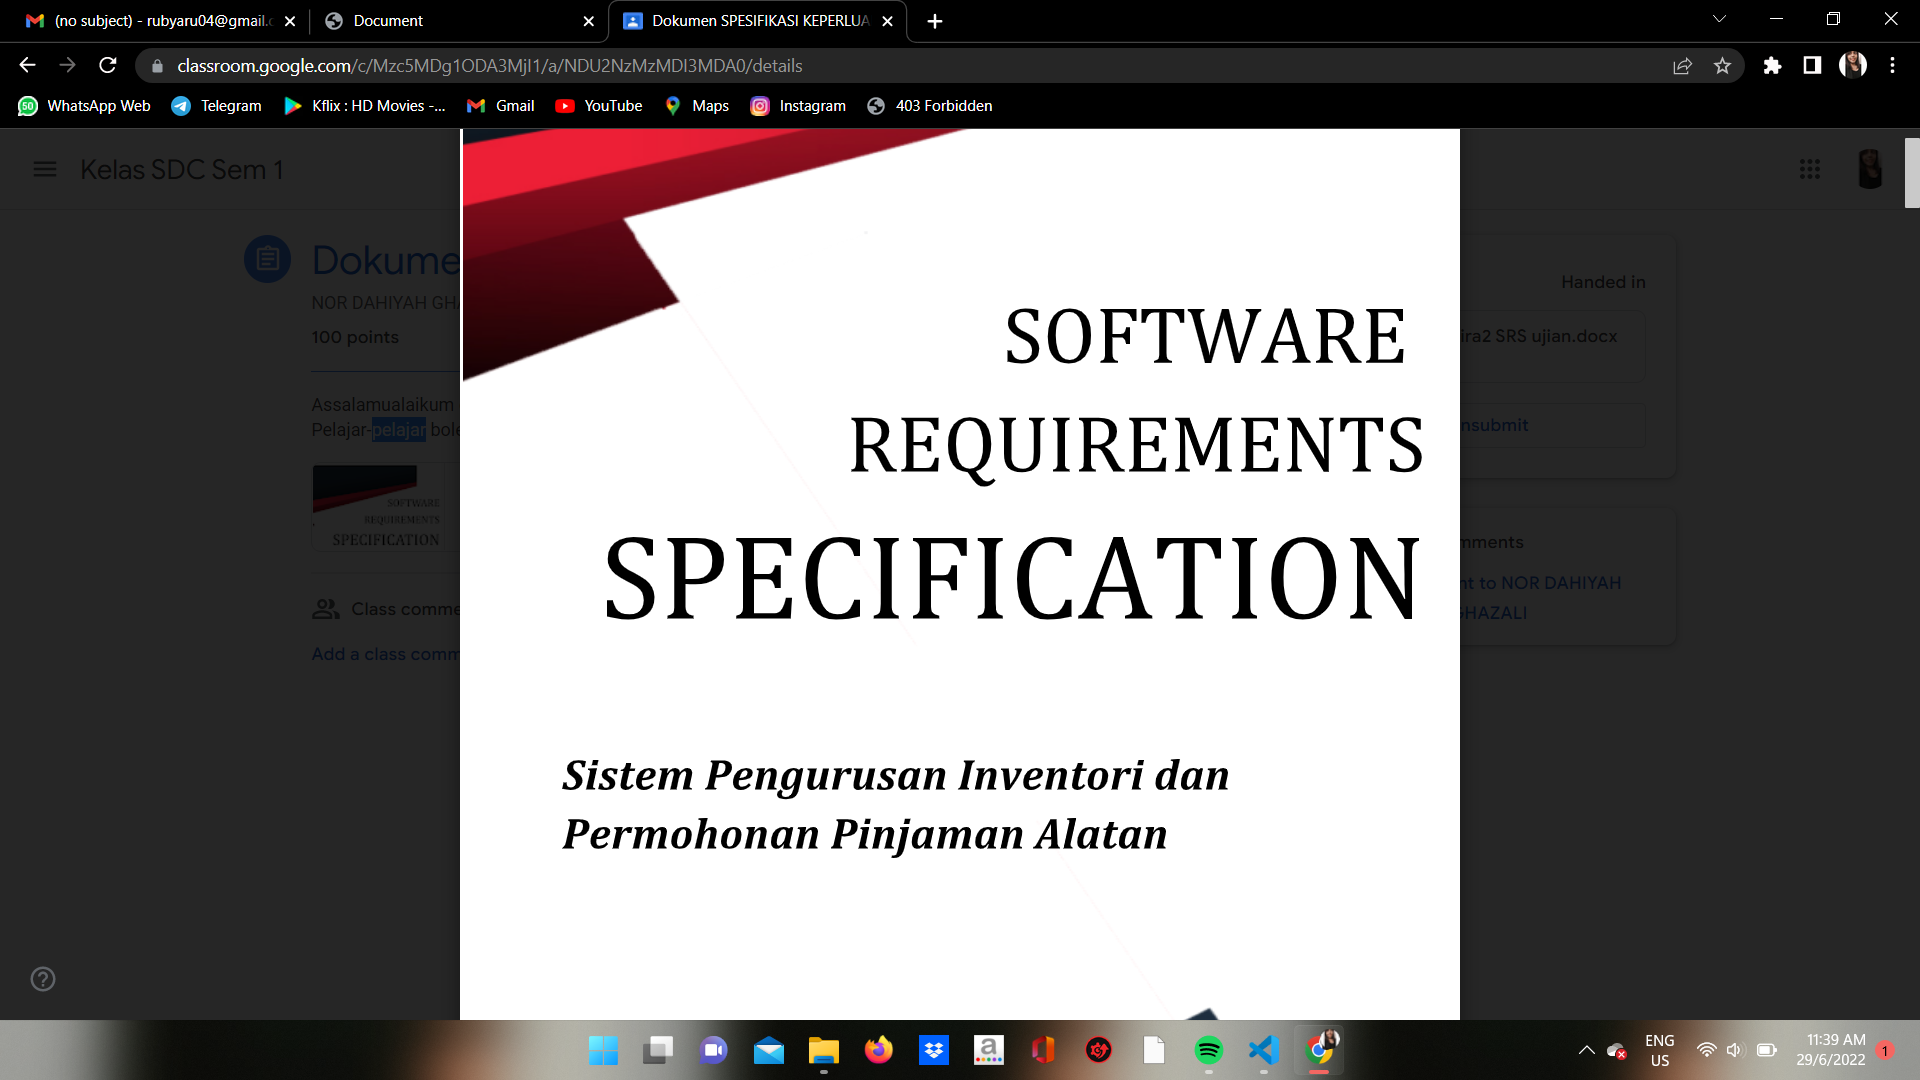 (no subject) - rubyaru04@gmail.c
Document
Dokumen SPESIFIKASI KEPERLUA
classroom.google.com/c/Mzc5MDg1ODA3MjI1/a/NDU2NzMzMDI3MDA0/details
WhatsApp Web
Telegram
Kflix : HD Movies -...
Gmail
YouTube
Maps
Instagram
403 Forbidden
Kelas SDC Sem 1
Dokume
NOR DAHIYAH GHA
100 points
Assalamualaikum
Pelajar-pelajar bole
SOFTWARE
REQUIREMENTS
SPECIFICATION
Class comme
Add a class comm
SOFTWARE
REQUIREMENTS
SPECIFICATION
Sistem Pengurusan Inventori dan
Permohonan Pinjaman Alatan
Handed in
ira2 SRS ujian.docx
nsubmit
mments
nt to NOR DAHIYAH
GHAZALI
ENG
US
11:39 AM
29/6/2022
1